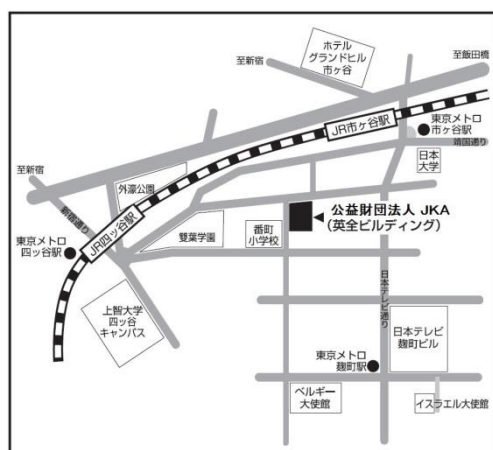 ホテル
グランドヒル
市ヶ谷
至新宿
至飯田橋
JR市ヶ谷駅
東京メトロ
市ヶ谷駅
靖国通り
日本
大学
至新宿
外濠公園
新宿通り
JR四ッ谷駅
東京メトロ
四ッ谷駅
雙葉学園
番町
小学校
公益財団法人 JKA
(英全ビルディング)
上智大学
四ッ谷
キャンパス
日本テレビ通り
日本テレビ
麹町ビル
東京メトロ
麹町駅
ベルギー
大使館
イスラエル大使館